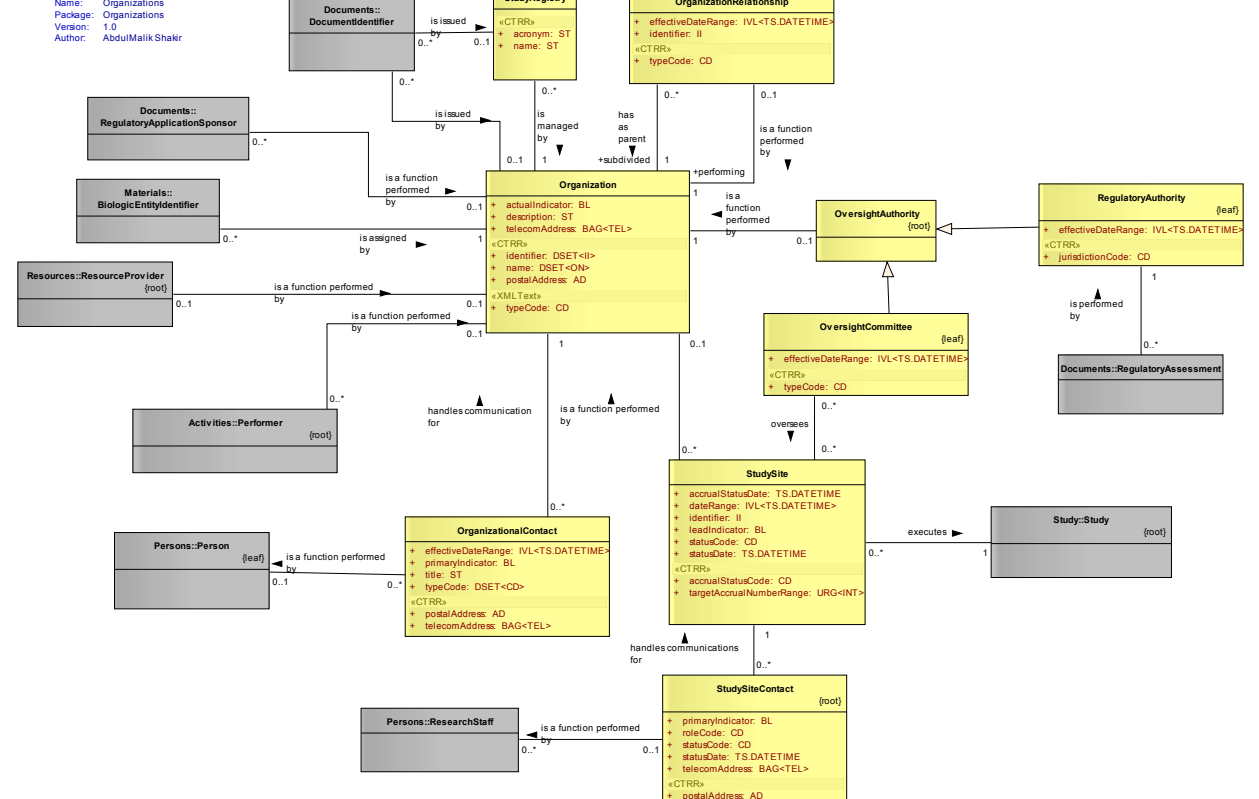 Name: Organizations
Package: Organizations
Version: 1.0
Author: AbdulMalik Shakir
Documents::
DocumentIdentifier
is issued
by
0..*
0..1
«CTRR»
+ acronym: ST
+ name: ST
OrganizationRelationship
+ effectiveDateRange: IVL<TS.DATETIME>
+ identifier: II
«CTRR»
+ typeCode: CD
0..*
0..*
0..*
0..1
Documents::
RegulatoryApplicationSponsor
0..*
is issued
by
is
managed
by
has
as
parent
is a function
performed
by
0..1
1
+subdivided
1
+performing
1
Materials::
BiologicEntityIdentifier
0..*
is a function
performed
by
0..1
is assigned
by
1
Organization
+ actualIndicator: BL
+ description: ST
+ telecomAddress: BAG<TEL>
«CTRR»
+ identifier: DSET<II>
+ name: DSET<ON>
+ postalAddress: AD
«XMLText»
+ typeCode: CD
is a
function
performed
by
1
0..1
OversightAuthority
{root}
RegulatoryAuthority
{leaf}
+ effectiveDateRange: IVL<TS.DATETIME>
«CTRR»
+ jurisdictionCode: CD
1
is performed
by
0..*
Documents::RegulatoryAssessment
Resources::ResourceProvider
{root}
0..1
is a function performed
by
0..1
is a function performed
by
0..1
0..*
Activities::Performer
{root}
OversightCommittee
{leaf}
+ effectiveDateRange: IVL<TS.DATETIME>
«CTRR»
+ typeCode: CD
0..*
oversees
0..*
1
0..1
handles communication
for
is a function performed
by
0..*
0..*
StudySite
+ accrualStatusDate: TS.DATETIME
+ dateRange: IVL<TS.DATETIME>
+ identifier: II
+ leadIndicator: BL
+ statusCode: CD
+ statusDate: TS.DATETIME
«CTRR»
+ accrualStatusCode: CD
+ targetAccrualNumberRange: URG<INT>
executes
0..*
1
Study::Study
{root}
Persons::Person
{leaf}
is a function performed
by
0..1
0..*
OrganizationalContact
+ effectiveDateRange: IVL<TS.DATETIME>
+ primaryIndicator: BL
+ title: ST
+ typeCode: DSET<CD>
«CTRR»
+ postalAddress: AD
+ telecomAddress: BAG<TEL>
1
handles communications
for
0..*
StudySiteContact
{root}
+ primaryIndicator: BL
+ roleCode: CD
+ statusCode: CD
+ statusDate: TS.DATETIME
+ telecomAddress: BAG<TEL>
«CTRR»
+ postalAddress: AD
Persons::ResearchStaff
is a function performed
by
0..*
0..1